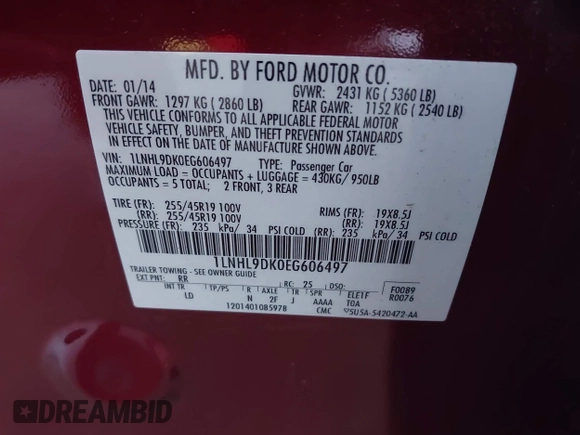 MFD. BY FORD MOTOR CO.
DATE: 01/14 GVWR: 2431 KG ( 5360 LB)
FRONT GAWR: 1297 KG ( 2860 LB) REAR GAWR: 1152 KG ( 2540 LB)
THIS VEHICLE CONFORMS TO ALL APPLICABLE FEDERAL MOTOR
VEHICLE SAFETY, BUMPER, AND THEFT PREVENTION STANDARDS
IN EFFECT ON THE DATE OF MANUFACTURE SHOWN ABOVE.
VIN: 1LNHL9DK0EG606497 TYPE: Passenger Car
MAXIMUM LOAD = OCCUPANTS + LUGGAGE = 430KG/ 950LB
OCCUPANTS = 5 TOTAL; 2 FRONT, 3 REAR
TIRE (FR): 255/45R19 100V RIMS (FR): 19X8.5J
(RR): 255/45R19 100V (RR): 19X8.5J
PRESSURE (FR): 235 kPa/ 34 PSI COLD (RR): 235 kPa/ 34 PSI COLD
1LNHL9DK0EG606497
TRAILER TOWING - SEE OWNER GUIDE
EXT PNT: RR RC: 25 DSO: F0089
R0076
INT TR TP/PS R AXLE TR SPR ELE1F
LD N 2F J AAAA TOA
1201401085978 CMC 5U5A-5420472-AA
DREAMBID